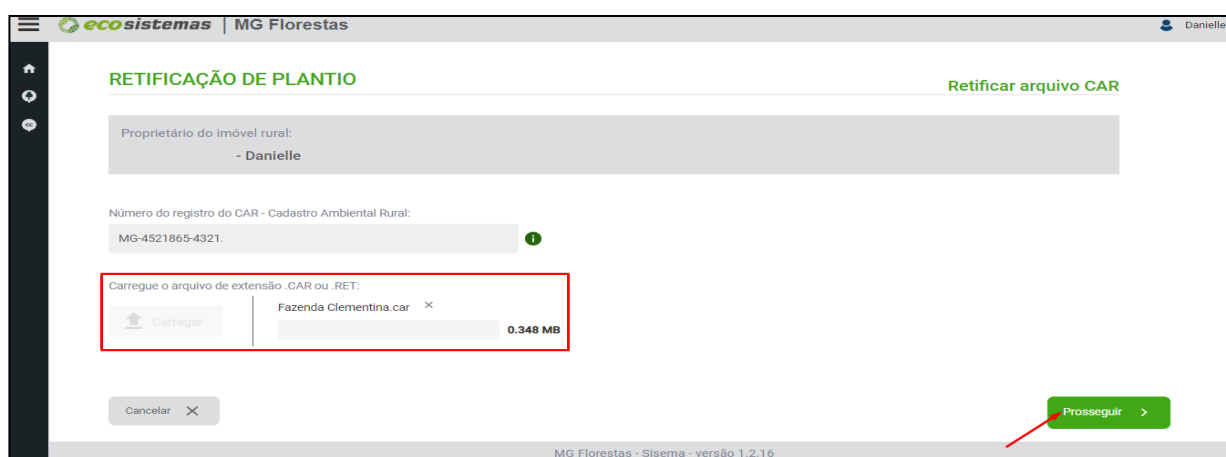 ecosistemas | MG Florestas
Danielle
RETIFICAÇÃO DE PLANTIO
Retificar arquivo CAR
Proprietário do imóvel rural:
- Danielle
Número do registro do CAR - Cadastro Ambiental Rural:
MG-4521865-4321.
Carregue o arquivo de extensão .CAR ou .RET:
Carregar
Fazenda Clementina.car
0.348 MB
Cancelar
Prosseguir
MG Florestas - Sisema - versão 1.2.16